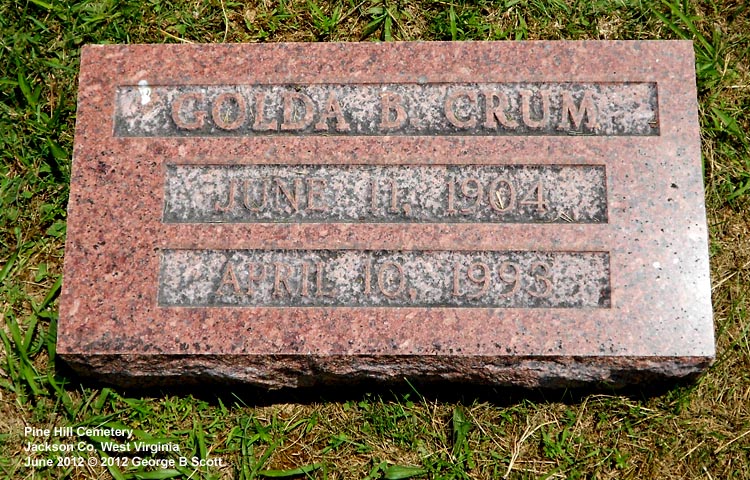 GOLDA B. CRUM
JUNE 11, 1904
APRIL 10, 1993
Pine Hill Cemetery
Jackson Co, West Virginia
June 2012 © 2012 George B Scott